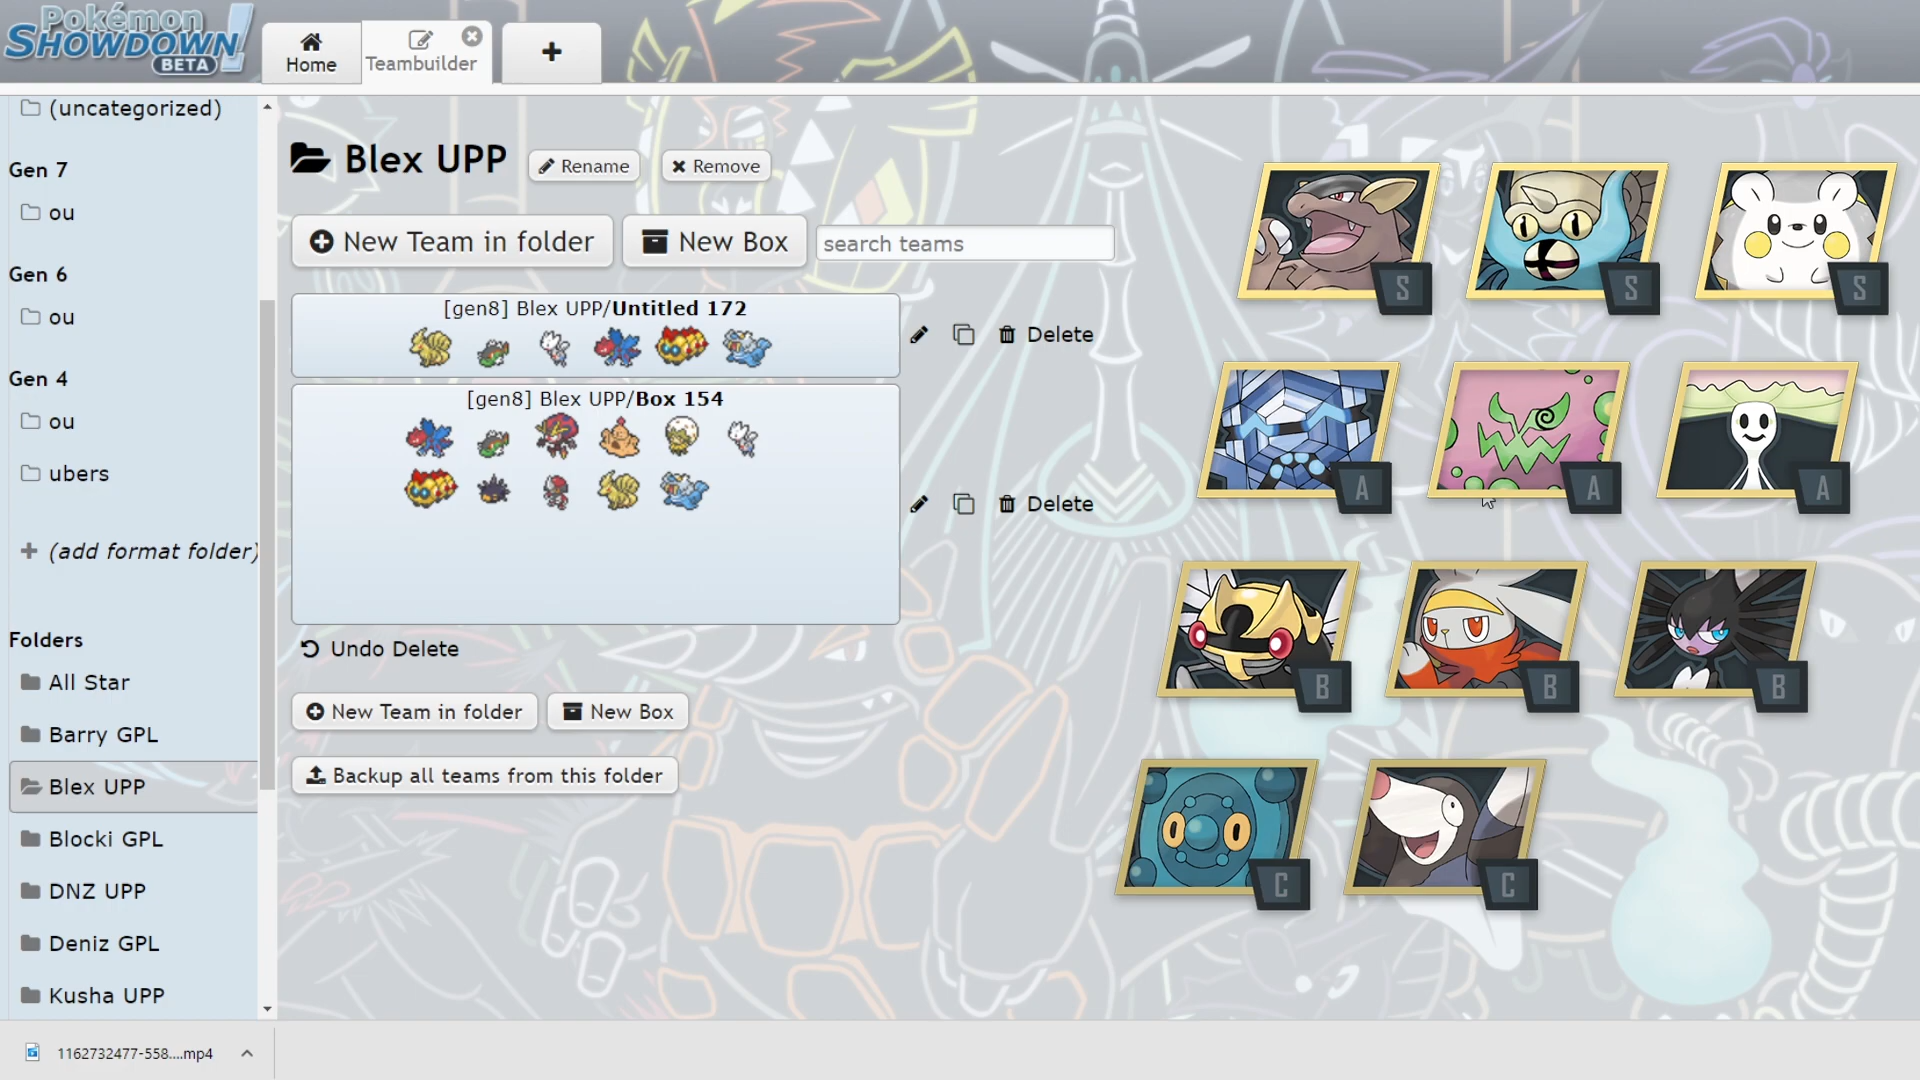 Pokémon
SHOWDOWN!
BETA
Home
Teambuilder
(uncategorized)
Gen 7
ou
Gen 6
ou
Gen 4
ou
ubers
(add format folder)
Folders
All Star
Barry GPL
Blex UPP
Blocki GPL
DNZ UPP
Deniz GPL
Kusha UPP
Blex UPP
Rename
Remove
New Team in folder
New Box
search teams
[gen8] Blex UPP/Untitled 172
Delete
[gen8] Blex UPP/Box 154
Delete
Undo Delete
New Team in folder
New Box
Backup all teams from this folder
S
S
S
A
A
A
B
B
B
C
C
1162732477-558....mp4